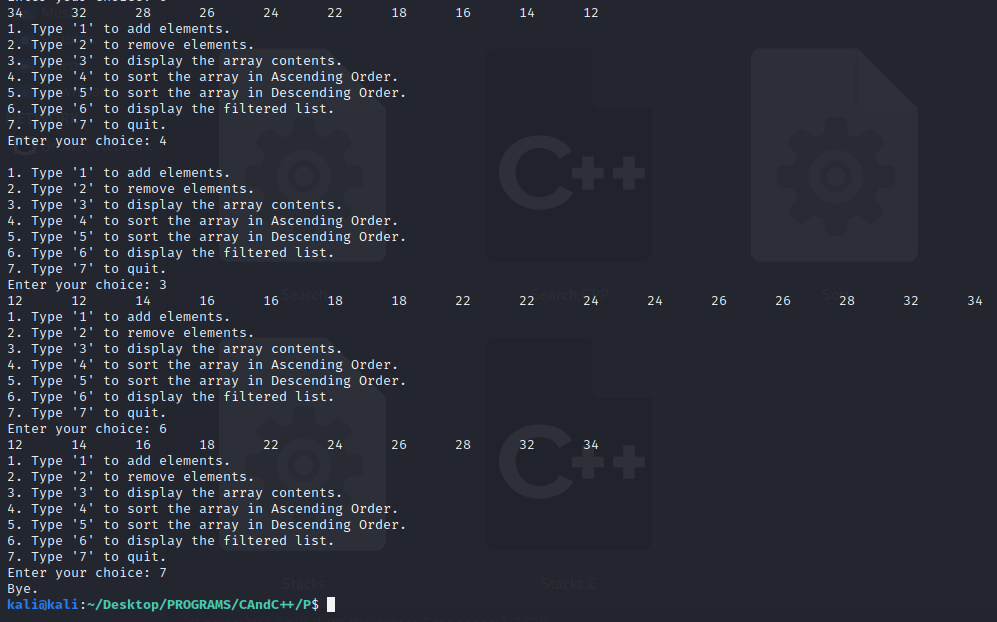 34 32 28 26 24 22 18 16 14 12
1. Type '1' to add elements.
2. Type '2' to remove elements.
3. Type '3' to display the array contents.
4. Type '4' to sort the array in Ascending Order.
5. Type '5' to sort the array in Descending Order.
6. Type '6' to display the filtered list.
7. Type '7' to quit.
Enter your choice: 4
1. Type '1' to add elements.
2. Type '2' to remove elements.
3. Type '3' to display the array contents.
4. Type '4' to sort the array in Ascending Order.
5. Type '5' to sort the array in Descending Order.
6. Type '6' to display the filtered list.
7. Type '7' to quit.
Enter your choice: 3
Search Search.CPP
12 12 14 16 16 18 18 22 22 24 24 26 26 28 32 34
1. Type '1' to add elements.
2. Type '2' to remove elements.
3. Type '3' to display the array contents.
4. Type '4' to sort the array in Ascending Order.
5. Type '5' to sort the array in Descending Order.
6. Type '6' to display the filtered list.
7. Type '7' to quit.
Enter your choice: 6
12 14 16 18 22 24 26 28 32 34
1. Type '1' to add elements.
2. Type '2' to remove elements.
3. Type '3' to display the array contents.
4. Type '4' to sort the array in Ascending Order.
5. Type '5' to sort the array in Descending Order.
6. Type '6' to display the filtered list.
7. Type '7' to quit.
Enter your choice: 7
Stacks Stacks.C
Bye.
kali@kali:~/Desktop/PROGRAMS/CAndC++/P$
C++
C++